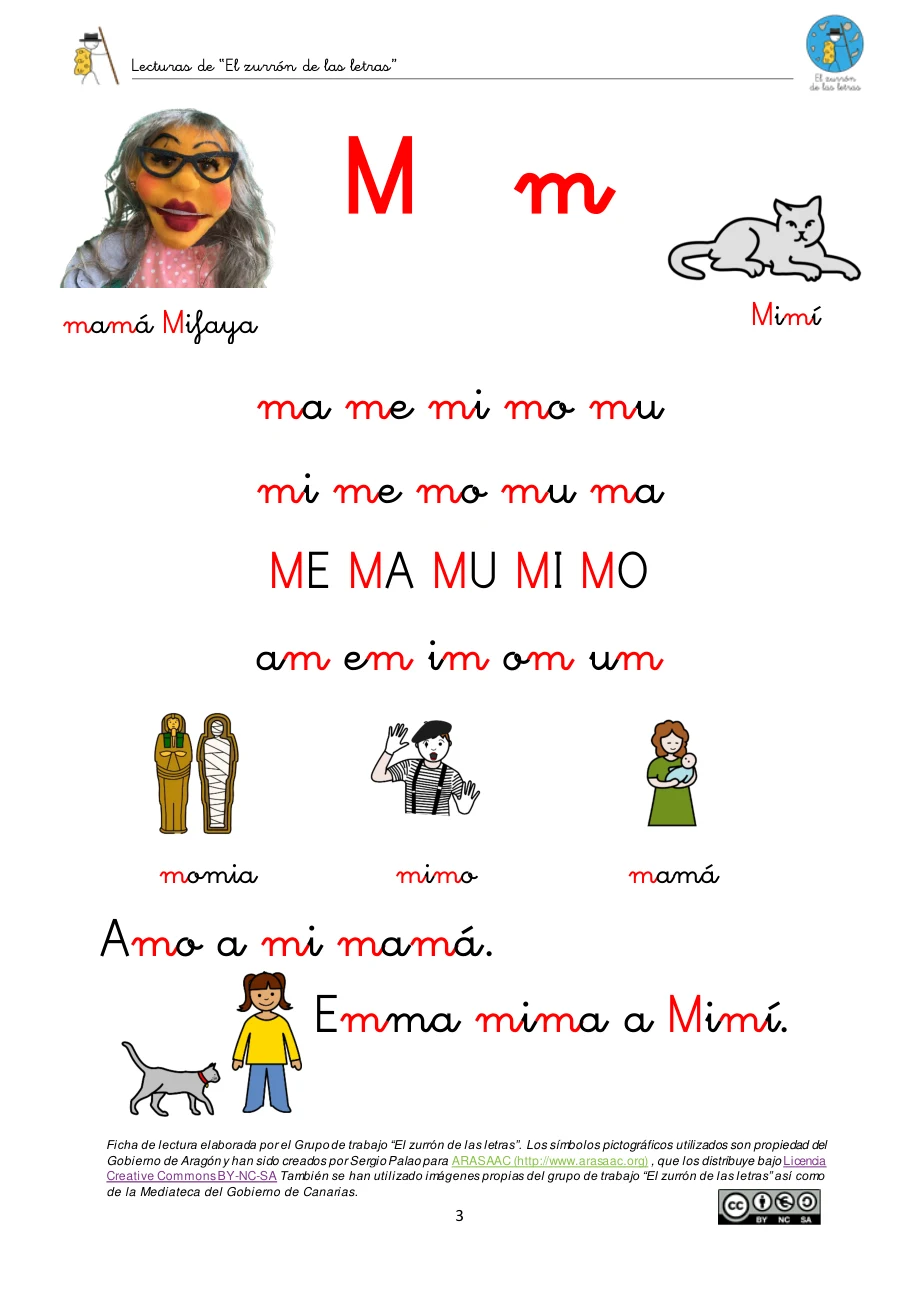 Lecturas de "El zurrón de las letras"
El zurrón
de las letras
M m
mamá Mifaya
Mimí
ma me mi mo mu
mi me mo mu ma
ME MA MU MI MO
am em im om um
momia mimo mamá
Amo a mi mamá.
Emma mima a Mimí.
Ficha de lectura elaborada por el Grupo de trabajo “El zurrón de las letras”. Los símbolos pictográficos utilizados son propiedad del
Gobierno de Aragón y han sido creados por Sergio Palao para ARASAAC (http://www.arasaac.org) , que los distribuye bajo Licencia
Creative Commons BY-NC-SA También se han utilizado imágenes propias del grupo de trabajo “El zurrón de las letras” así como
de la Mediateca del Gobierno de Canarias.
cc BY NC SA
3